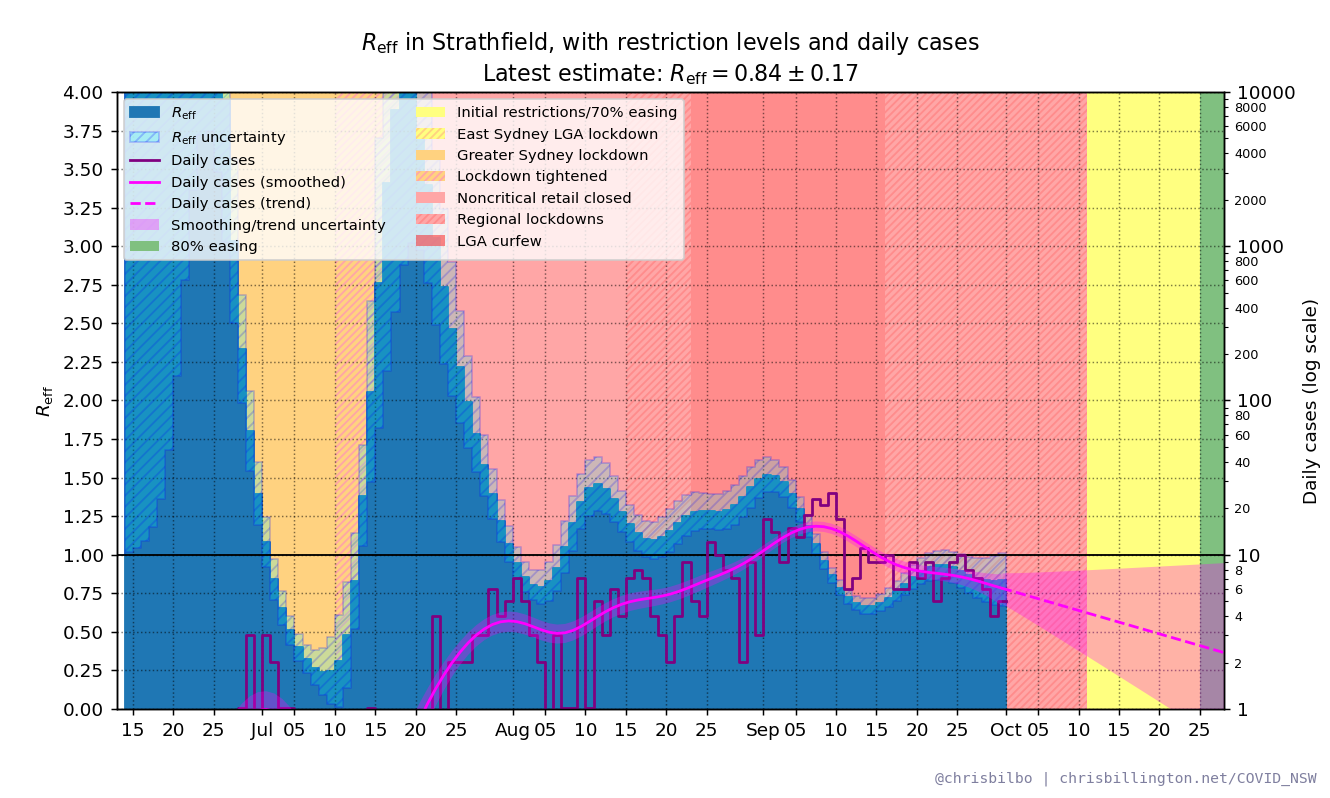 Reff in Strathfield, with restriction levels and daily cases
Latest estimate: Reff = 0.84 ± 0.17
Reff
4.00
3.75
3.50
3.25
3.00
2.75
2.50
2.25
2.00
1.75
1.50
1.25
1.00
0.75
0.50
0.25
0.00
Reff
Reff uncertainty
Daily cases
Daily cases (smoothed)
Daily cases (trend)
Smoothing/trend uncertainty
80% easing
Initial restrictions/70% easing
East Sydney LGA lockdown
Greater Sydney lockdown
Lockdown tightened
Noncritical retail closed
Regional lockdowns
LGA curfew
10000
8000
6000
4000
2000
1000
800
600
400
200
100
80
60
40
20
10
8
6
4
2
1
Daily cases (log scale)
15 20 25 Jul 05 10 15 20 25 Aug 05 10 15 20 25 Sep 05 10 15 20 25 Oct 05 10 15 20 25
@chrisbilbo | chrisbillington.net/COVID_NSW